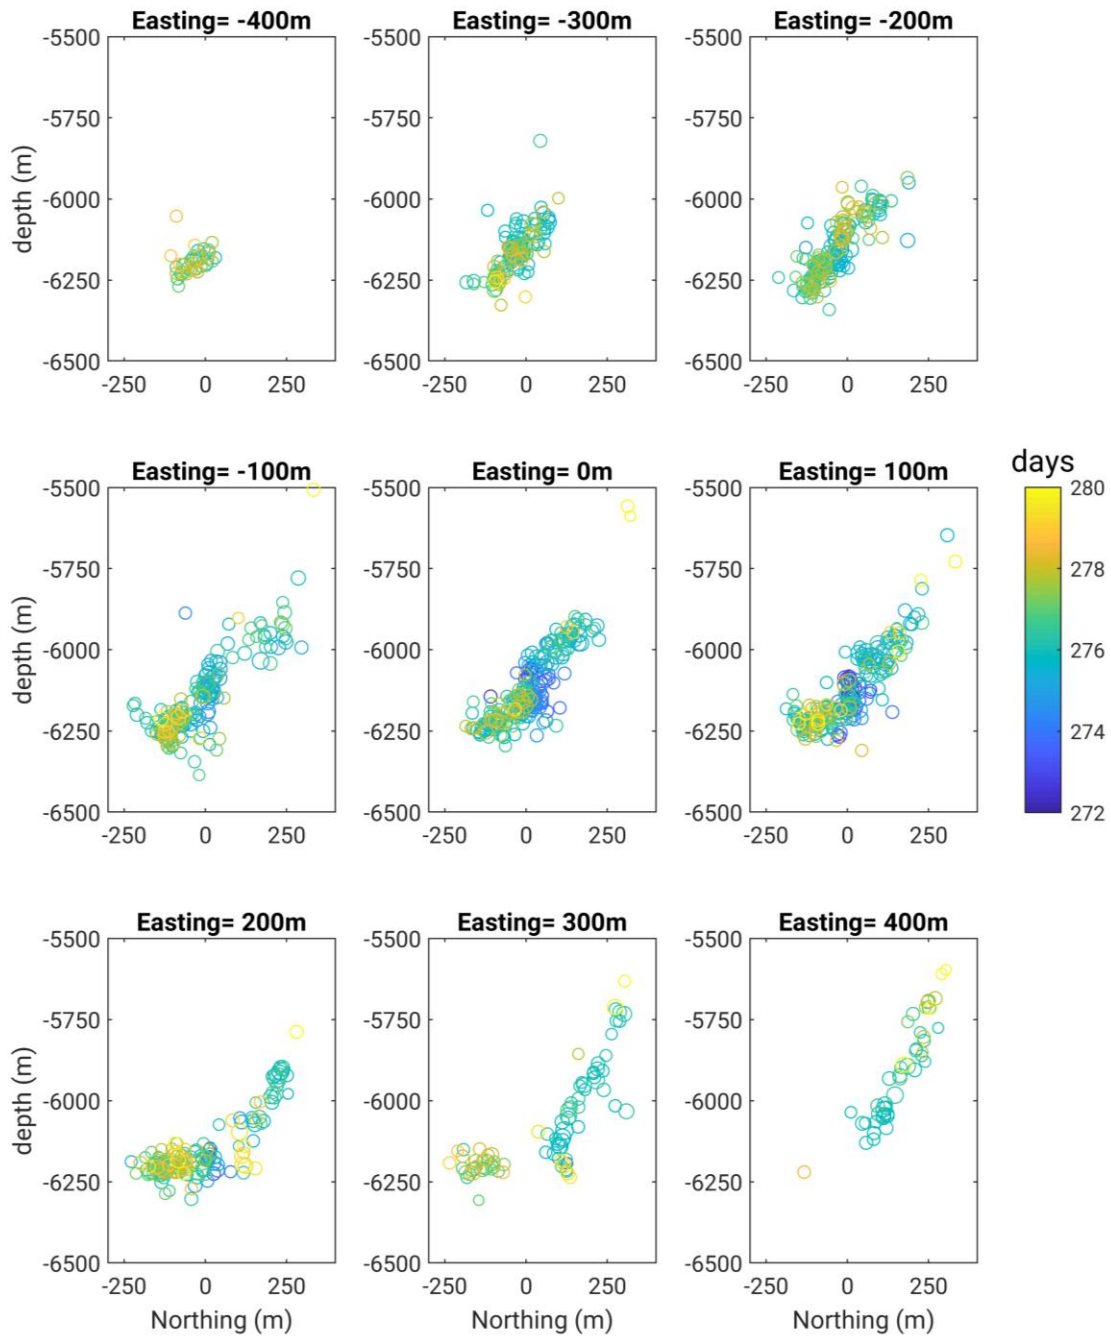 Easting= -400m Easting= -300m Easting= -200m
-5500 -5500 -5500
-5750 -5750 -5750
depth (m)
-6000 -6000 -6000
-6250 -6250 -6250
-6500 -6500 -6500
-250 0 250 -250 0 250 -250 0 250
Easting= -100m Easting= 0m Easting= 100m
days
-5500 -5500 -5500 280
-5750 -5750 -5750
278
depth (m)
-6000 -6000 -6000
276
-6250 -6250 -6250
274
-6500 -6500 -6500 272
-250 0 250 -250 0 250 -250 0 250
Easting= 200m Easting= 300m Easting= 400m
-5500 -5500 -5500
-5750 -5750 -5750
depth (m)
-6000 -6000 -6000
-6250 -6250 -6250
-6500 -6500 -6500
-250 0 250 -250 0 250 -250 0 250
Northing (m) Northing (m) Northing (m)